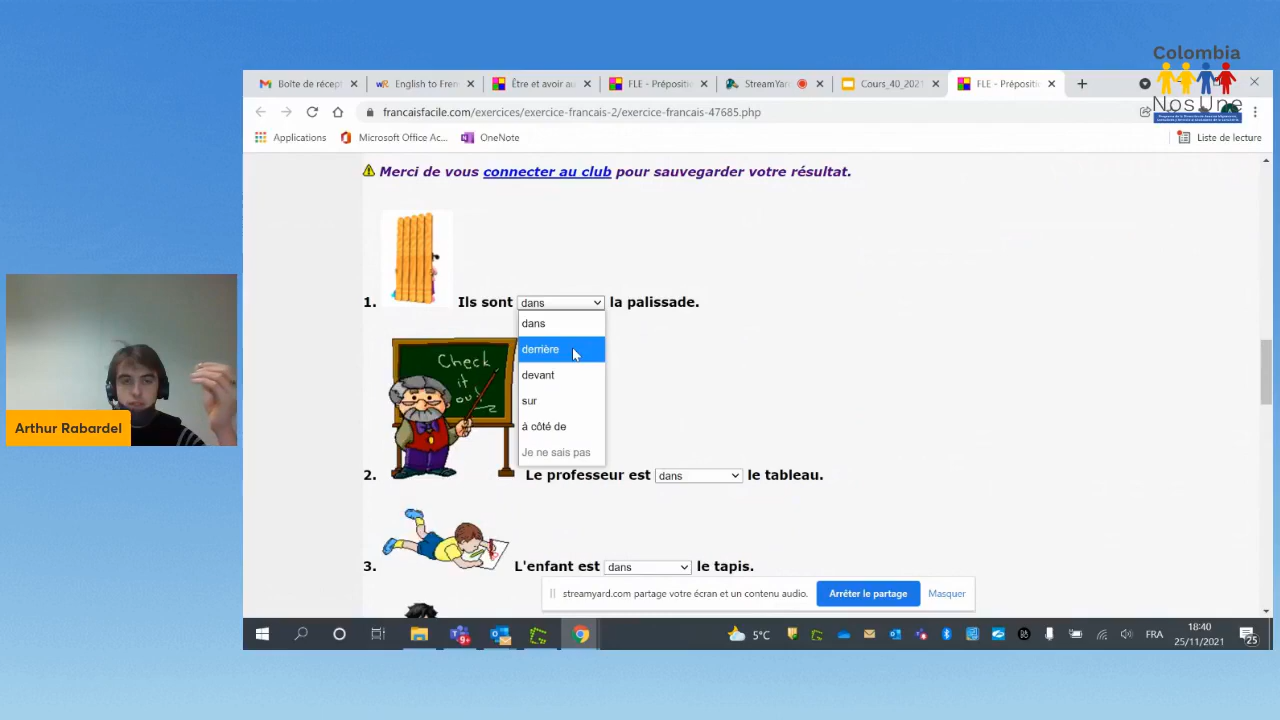 Colombia
NosUne
Boîte de récept
English to Fren
Être et avoir au
FLE - Prépositie
StreamYar
Cours_40_2021
FLE - Prépositi
francaisfacile.com/exercices/exercice-francais-2/exercice-francais-47685.php
Applications
Microsoft Office Ac...
OneNote
Liste de lecture
Merci de vous connecter au club pour sauvegarder votre résultat.
1. Ils sont dans la palissade.
dans
derrière
devant
sur
à côté de
Je ne sais pas
Check
it
out
2. Le professeur est dans le tableau.
3. L'enfant est dans le tapis.
streamyard.com partage votre écran et un contenu audio. Arrêter le partage Masquer
Arthur Rabardel
5°C
FRA
18:40
25/11/2021
25